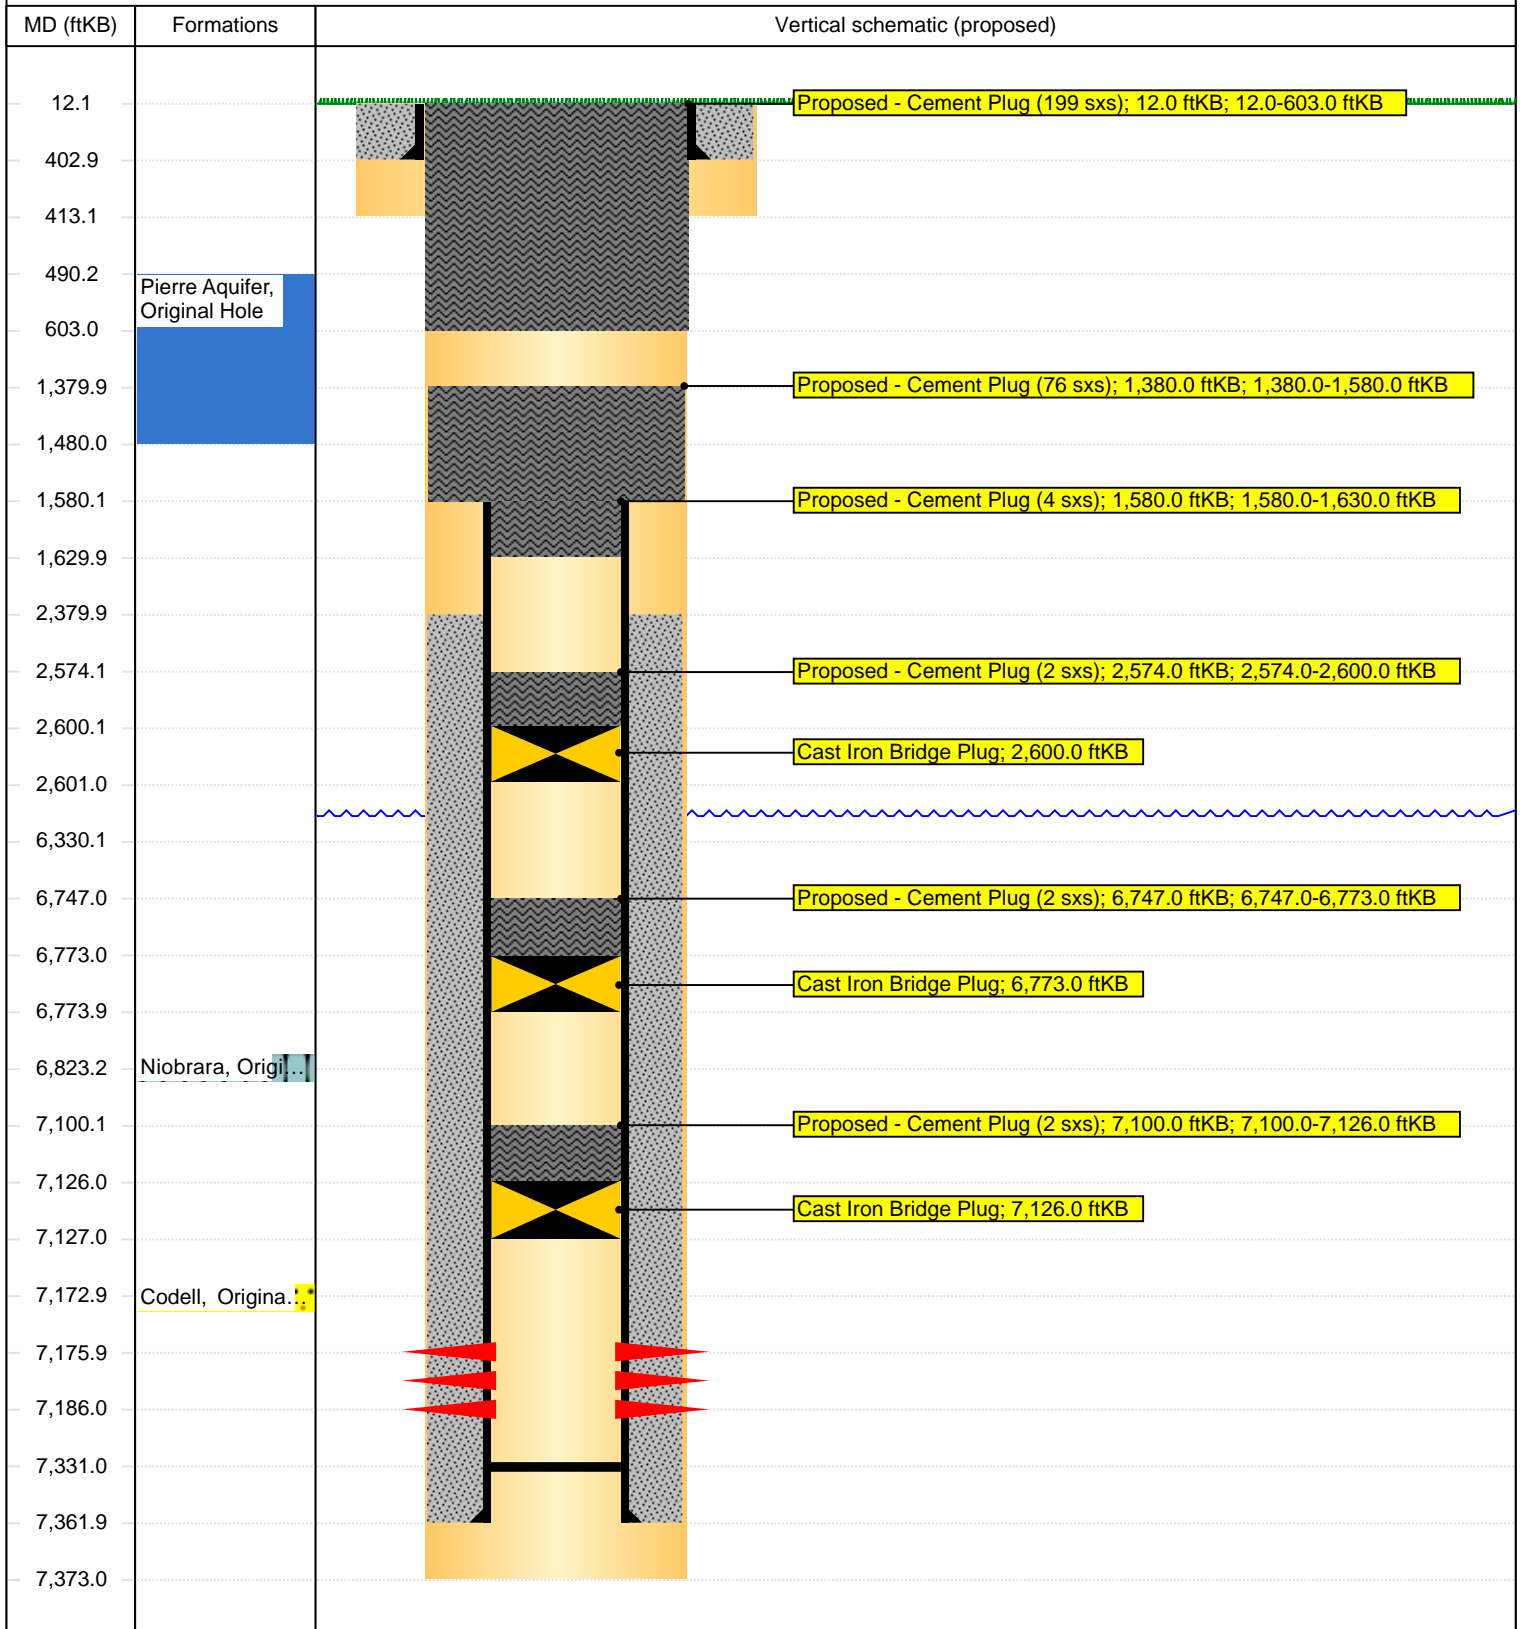 MD (ftKB)
Formations
Vertical schematic (proposed)
12.1
Proposed - Cement Plug (199 sxs); 12.0 ftKB; 12.0-603.0 ftKB
402.9
413.1
490.2
Pierre Aquifer,
Original Hole
603.0
1,379.9
Proposed - Cement Plug (76 sxs); 1,380.0 ftKB; 1,380.0-1,580.0 ftKB
1,480.0
1,580.1
Proposed - Cement Plug (4 sxs); 1,580.0 ftKB; 1,580.0-1,630.0 ftKB
1,629.9
2,379.9
2,574.1
Proposed - Cement Plug (2 sxs); 2,574.0 ftKB; 2,574.0-2,600.0 ftKB
2,600.1
Cast Iron Bridge Plug; 2,600.0 ftKB
2,601.0
6,330.1
6,747.0
Proposed - Cement Plug (2 sxs); 6,747.0 ftKB; 6,747.0-6,773.0 ftKB
6,773.0
Cast Iron Bridge Plug; 6,773.0 ftKB
6,773.9
6,823.2
Niobrara, Origi...
7,100.1
Proposed - Cement Plug (2 sxs); 7,100.0 ftKB; 7,100.0-7,126.0 ftKB
7,126.0
Cast Iron Bridge Plug; 7,126.0 ftKB
7,127.0
7,172.9
Codell, Origina...
7,175.9
7,186.0
7,331.0
7,361.9
7,373.0